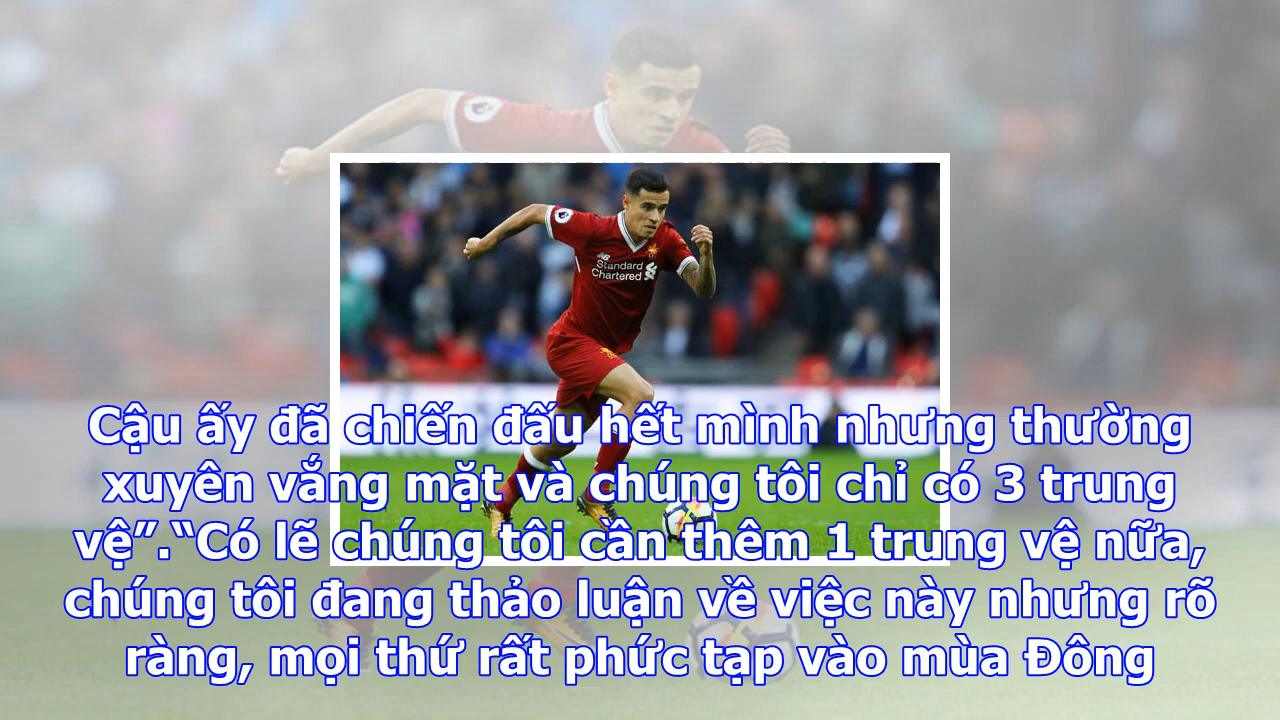 Standard
Chartered
Cậu ấy đã chiến đấu hết mình nhưng thường
xuyên vắng mặt và chúng tôi chỉ có 3 trung
vệ”.“Có lẽ chúng tôi cần thêm 1 trung vệ nữa,
chúng tôi đang thảo luận về việc này nhưng rõ
ràng, mọi thứ rất phức tạp vào mùa Đông